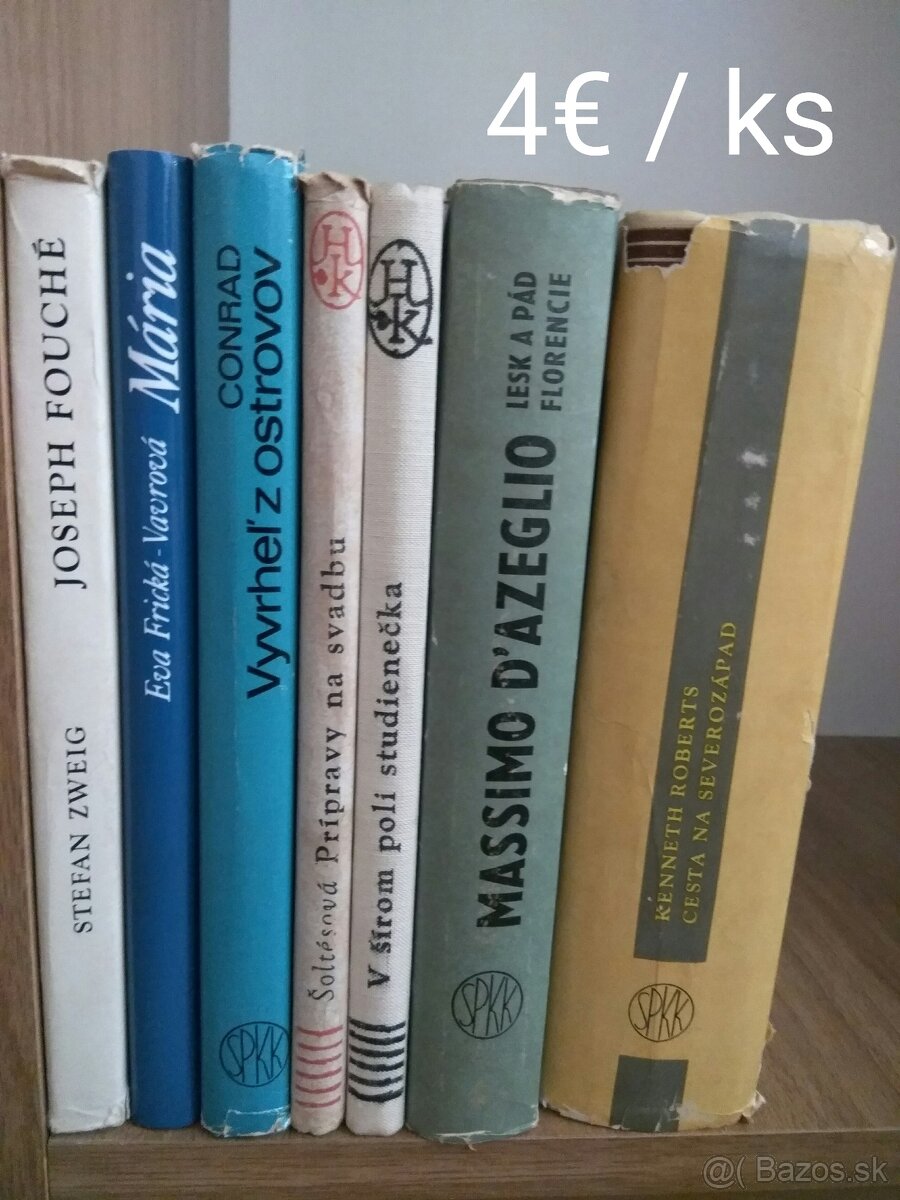 4€ / ks
STEFAN ZWEIG JOSEPH FOUCHÉ
Eva Frická-Vavrová Mária
CONRAD
Vyvrheľ z ostrovov
SPKK
HK
Šoltésová Prípravy na svadbu
HK
V šírom poli studienečka
MASSIMO D'AZEGLIO LESK A PÁD
FLORENCIE
SPKK
KENNETH ROBERTS
CESTA NA SEVEROZÁPAD
SPKK
@( Bazos.sk